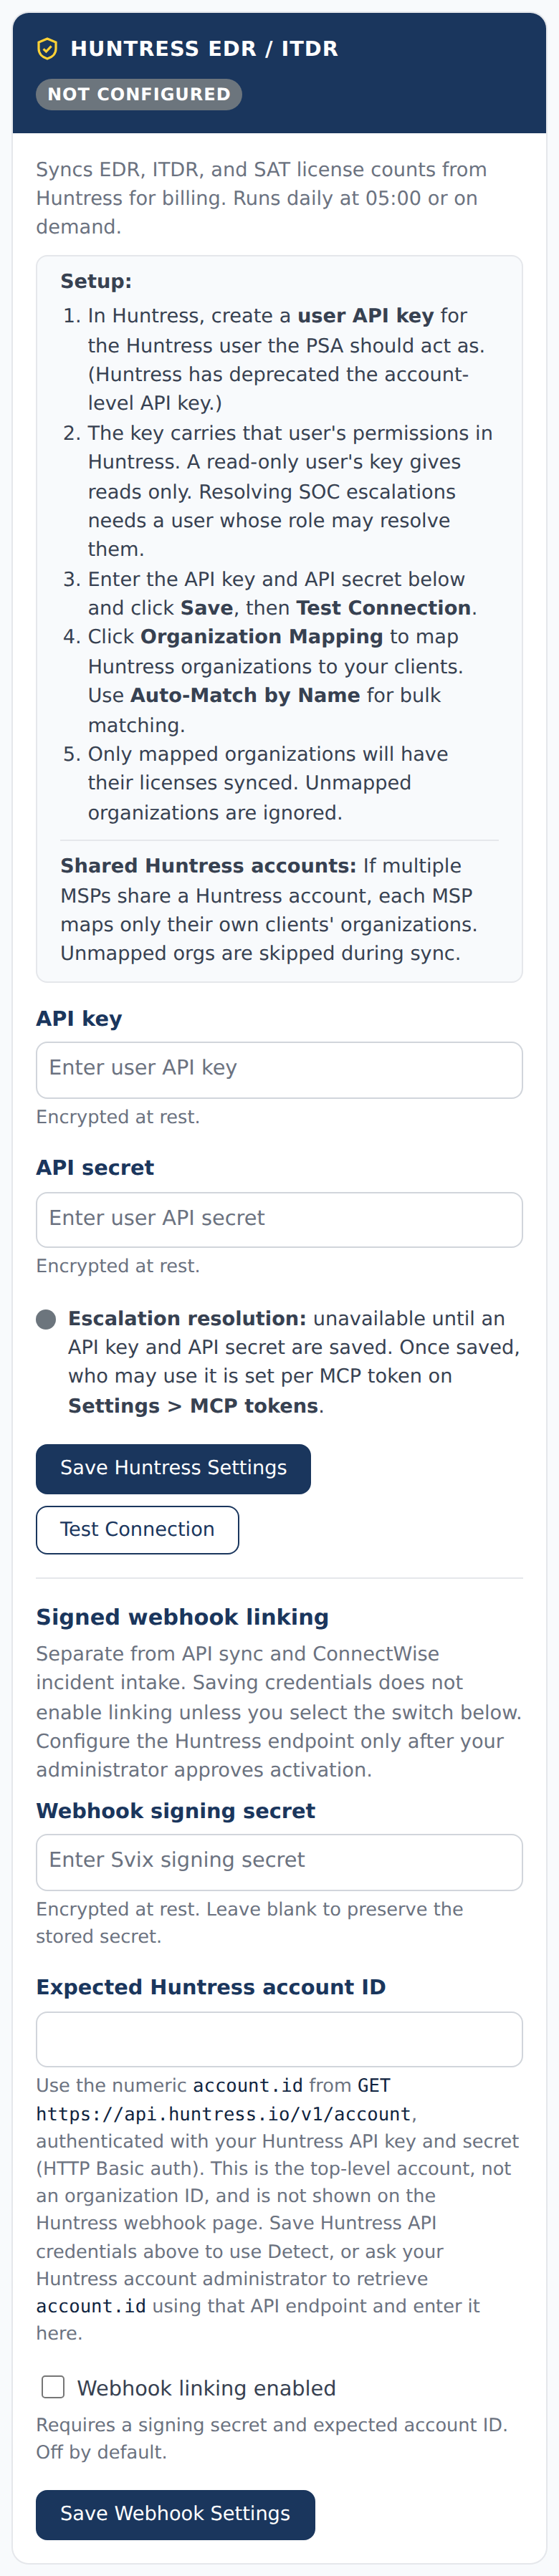 HUNTRESS EDR / ITDR
NOT CONFIGURED
Syncs EDR, ITDR, and SAT license counts from
Huntress for billing. Runs daily at 05:00 or on
demand.
Setup:
1. In Huntress, create a user API key for
the Huntress user the PSA should act as.
(Huntress has deprecated the account-
level API key.)
2. The key carries that user's permissions in
Huntress. A read-only user's key gives
reads only. Resolving SOC escalations
needs a user whose role may resolve
them.
3. Enter the API key and API secret below
and click Save, then Test Connection.
4. Click Organization Mapping to map
Huntress organizations to your clients.
Use Auto-Match by Name for bulk
matching.
5. Only mapped organizations will have
their licenses synced. Unmapped
organizations are ignored.
Shared Huntress accounts: If multiple
MSPs share a Huntress account, each MSP
maps only their own clients' organizations.
Unmapped orgs are skipped during sync.
API key
Enter user API key
Encrypted at rest.
API secret
Enter user API secret
Encrypted at rest.
Escalation resolution: unavailable until an
API key and API secret are saved. Once saved,
who may use it is set per MCP token on
Settings > MCP tokens.
Save Huntress Settings
Test Connection
Signed webhook linking
Separate from API sync and ConnectWise
incident intake. Saving credentials does not
enable linking unless you select the switch below.
Configure the Huntress endpoint only after your
administrator approves activation.
Webhook signing secret
Enter Svix signing secret
Encrypted at rest. Leave blank to preserve the
stored secret.
Expected Huntress account ID
Use the numeric account.id from GET
https://api.huntress.io/v1/account,
authenticated with your Huntress API key and secret
(HTTP Basic auth). This is the top-level account, not
an organization ID, and is not shown on the
Huntress webhook page. Save Huntress API
credentials above to use Detect, or ask your
Huntress account administrator to retrieve
account.id using that API endpoint and enter it
here.
Webhook linking enabled
Requires a signing secret and expected account ID.
Off by default.
Save Webhook Settings